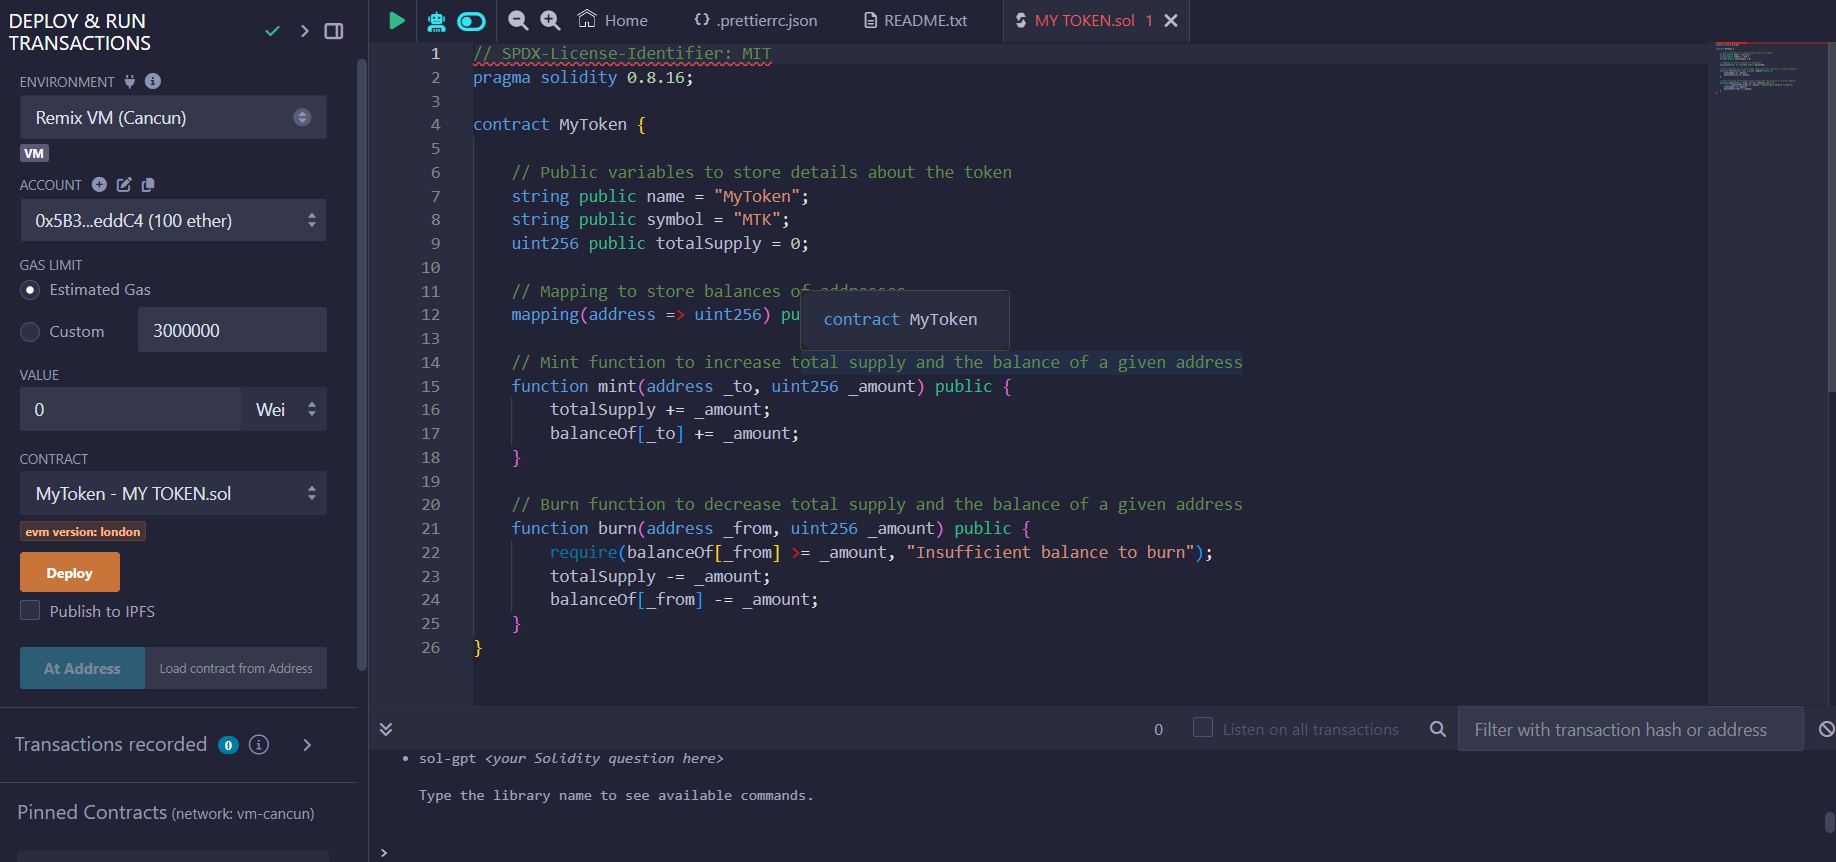 DEPLOY & RUN
TRANSACTIONS
ENVIRONMENT
Remix VM (Cancun)
VM
ACCOUNT
0x5B3...eddC4 (100 ether)
GAS LIMIT
Estimated Gas
Custom 3000000
VALUE
0 Wei
CONTRACT
MyToken - MY TOKEN.sol
evm version: london
Deploy
Publish to IPFS
At Address Load contract from Address
Transactions recorded 0 i
Pinned Contracts (network: vm-cancun)
Home {} .prettierrc.json README.txt MY TOKEN.sol 1
1 // SPDX-License-Identifier: MIT
2 pragma solidity 0.8.16;
3
4 contract MyToken {
5
6 // Public variables to store details about the token
7 string public name = "MyToken";
8 string public symbol = "MTK";
9 uint256 public totalSupply = 0;
10
11 // Mapping to store balances of addresses
12 mapping(address => uint256) pu
contract MyToken
13
14 // Mint function to increase total supply and the balance of a given address
15 function mint(address _to, uint256 _amount) public {
16 totalSupply += _amount;
17 balanceOf[_to] += _amount;
18 }
19
20 // Burn function to decrease total supply and the balance of a given address
21 function burn(address _from, uint256 _amount) public {
22 require(balanceOf[_from] >= _amount, "Insufficient balance to burn");
23 totalSupply -= _amount;
24 balanceOf[_from] -= _amount;
25 }
26 }
0 Listen on all transactions Filter with transaction hash or address
• sol-gpt <your Solidity question here>
Type the library name to see available commands.
>